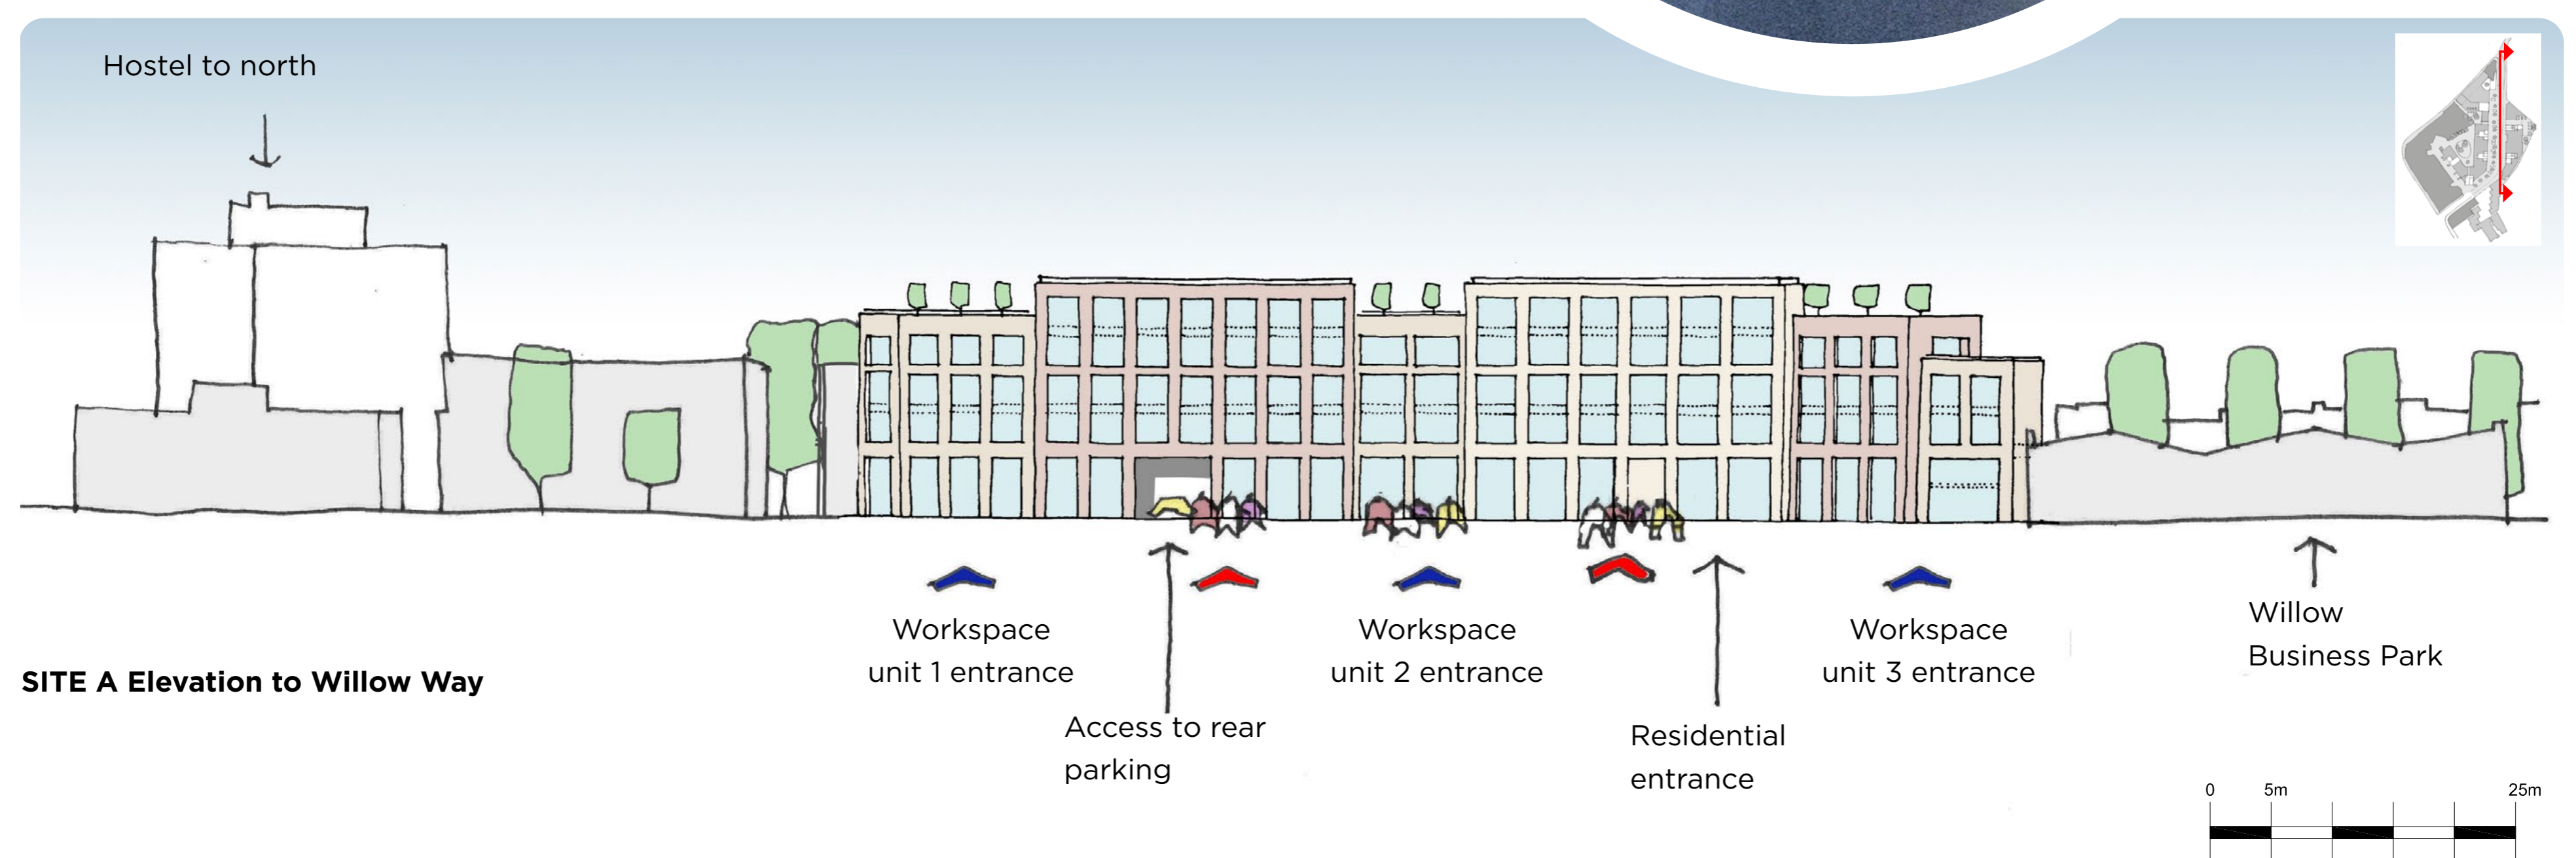 Hostel to north
Workspace
unit 1 entrance
Workspace
unit 2 entrance
Workspace
unit 3 entrance
Willow
Business Park
SITE A Elevation to Willow Way
Access to rear
parking
Residential
entrance
0 5m 25m